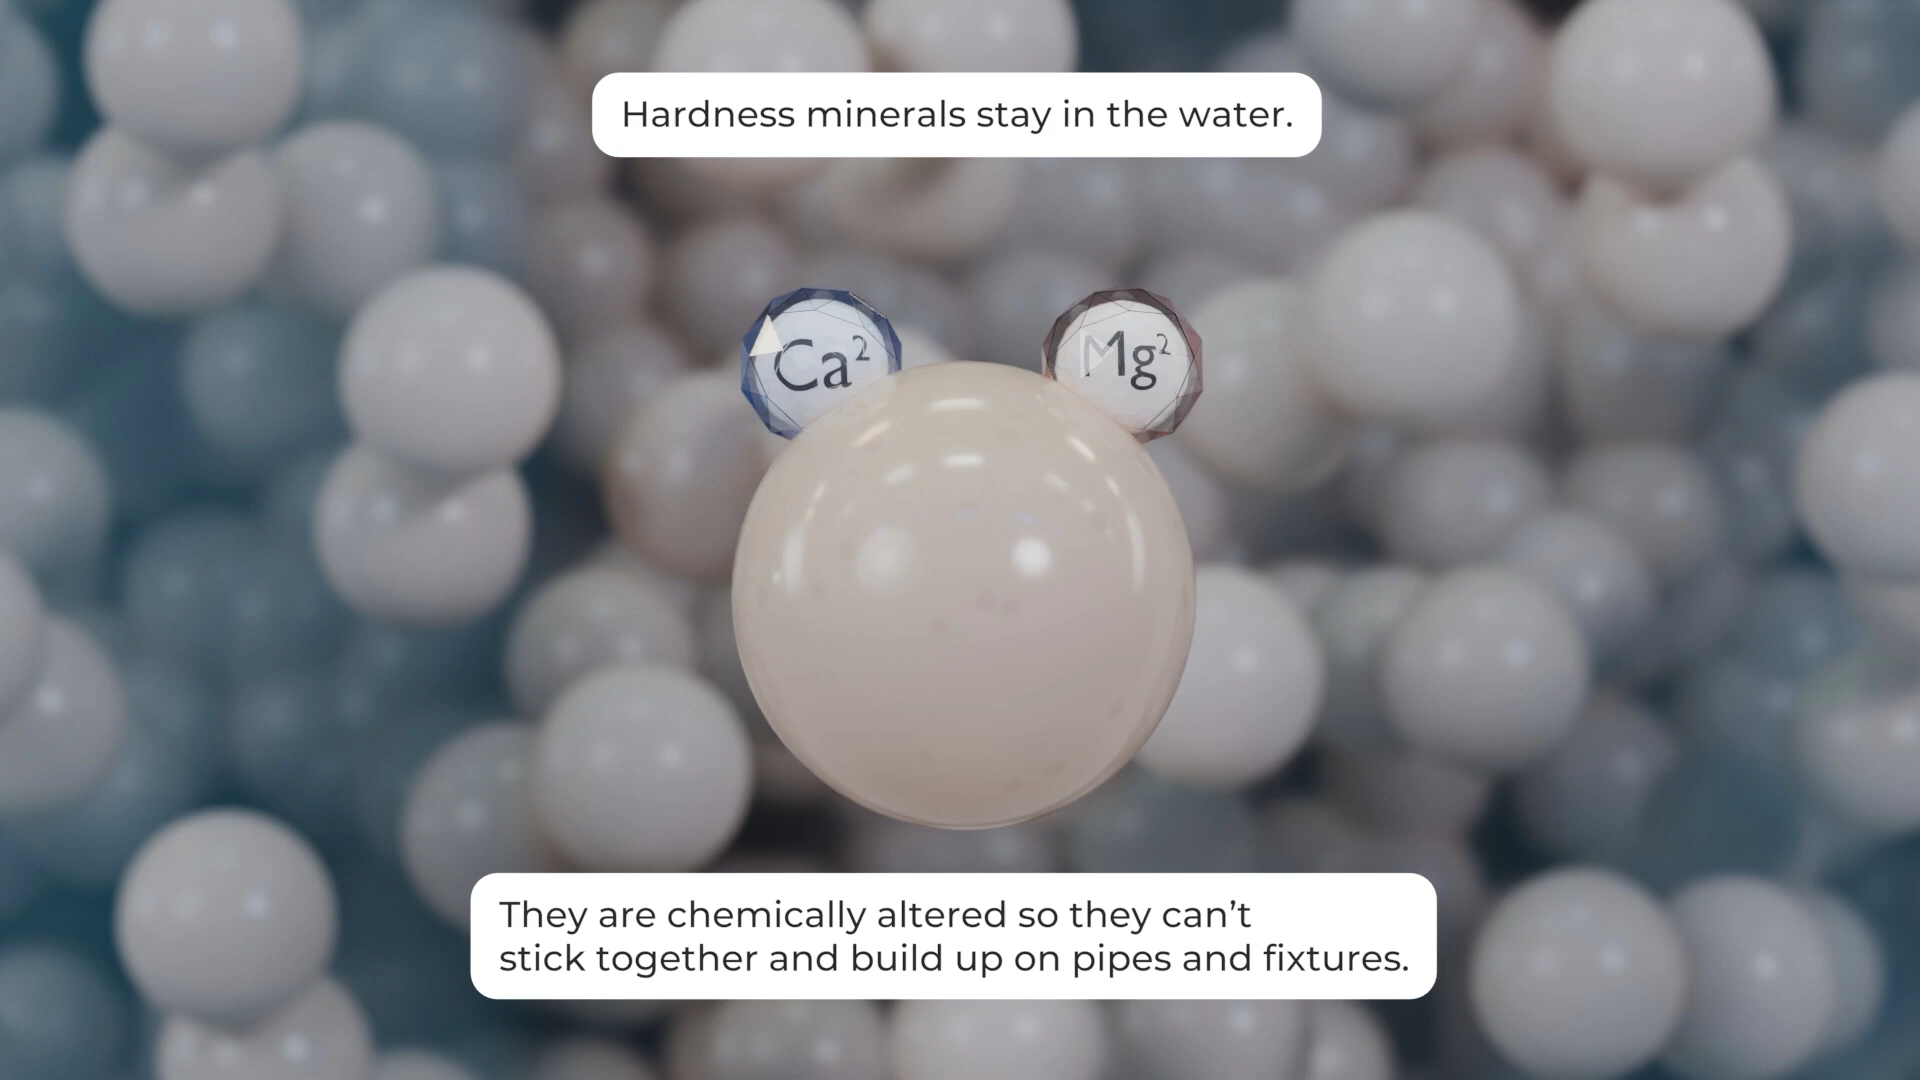 Hardness minerals stay in the water.
Ca² Mg²
They are chemically altered so they can’t
stick together and build up on pipes and fixtures.